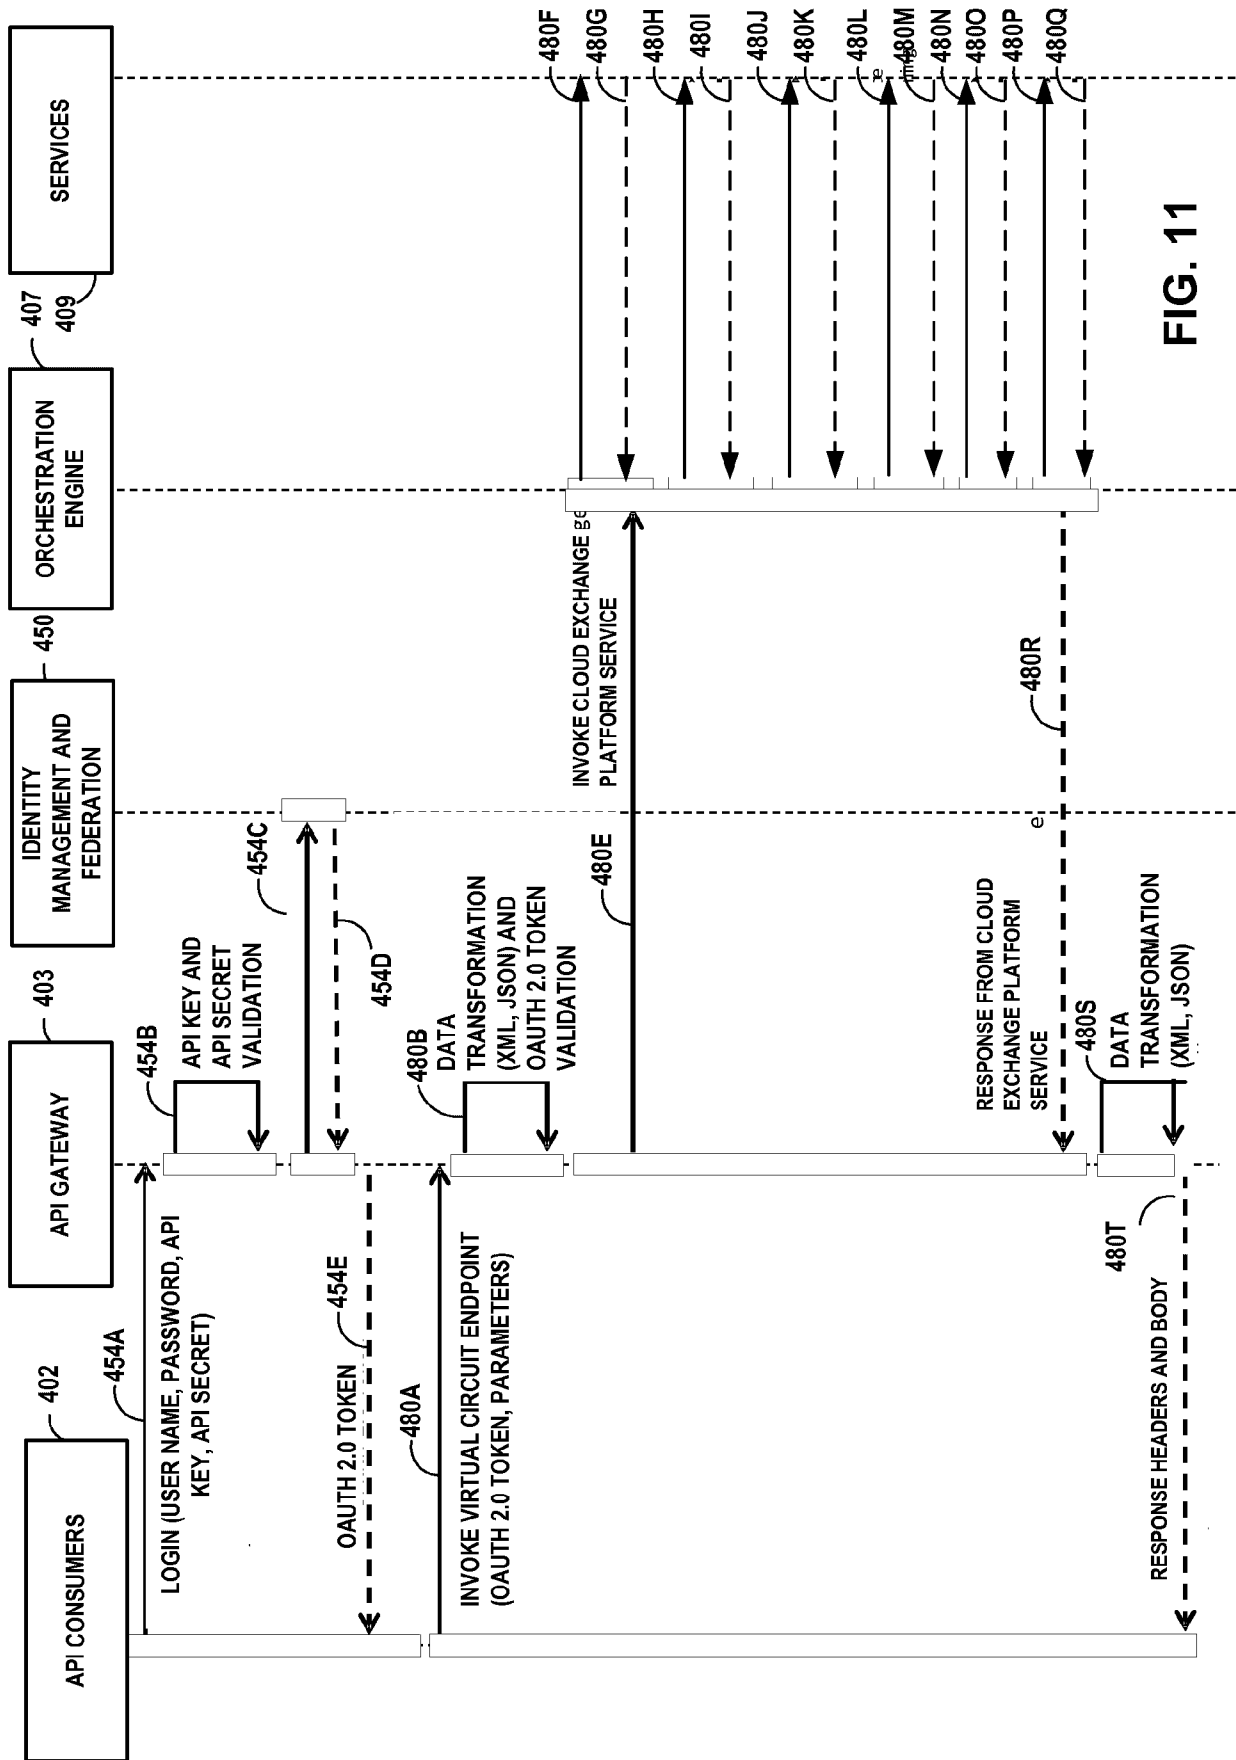 API CONSUMERS
402
API GATEWAY
403
IDENTITY
MANAGEMENT AND
FEDERATION
450
ORCHESTRATION
ENGINE
407
SERVICES
409
454A
LOGIN (USER NAME, PASSWORD, API
KEY, API SECRET)
454B
API KEY AND
API SECRET
VALIDATION
454C
454D
454E
OAUTH 2.0 TOKEN
480A
INVOKE VIRTUAL CIRCUIT ENDPOINT
(OAUTH 2.0 TOKEN, PARAMETERS)
480B
DATA
TRANSFORMATION
(XML, JSON) AND
OAUTH 2.0 TOKEN
VALIDATION
480E
INVOKE CLOUD EXCHANGE ge
PLATFORM SERVICE
480F
480G
480H
480I
480J
480K
480L
e
480M
480N
480O
480P
480Q
480R
e
RESPONSE FROM CLOUD
EXCHANGE PLATFORM
SERVICE
480S
DATA
TRANSFORMATION
(XML, JSON)
480T
RESPONSE HEADERS AND BODY
FIG. 11